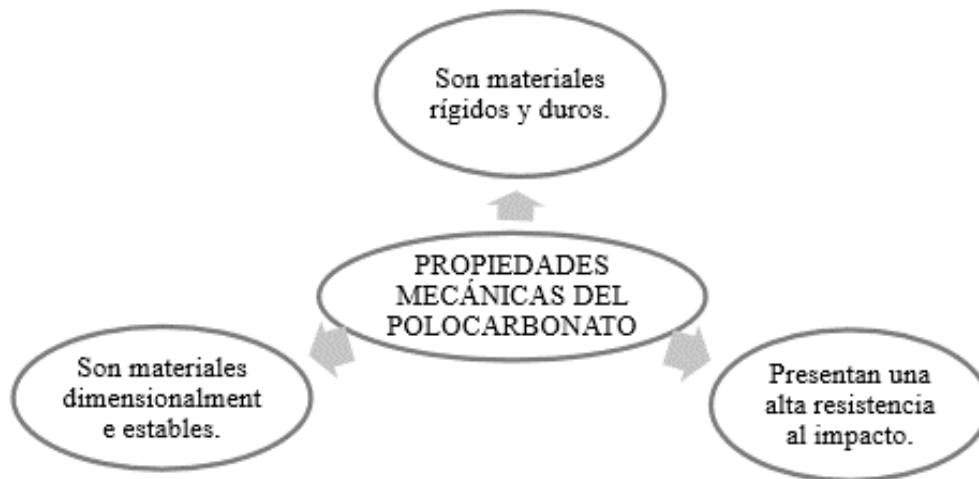 Son materiales
rígidos y duros.
PROPIEDADES
MECÁNICAS DEL
POLOCARBONATO
Son materiales
dimensionalment
e estables.
Presentan una
alta resistencia
al impacto.